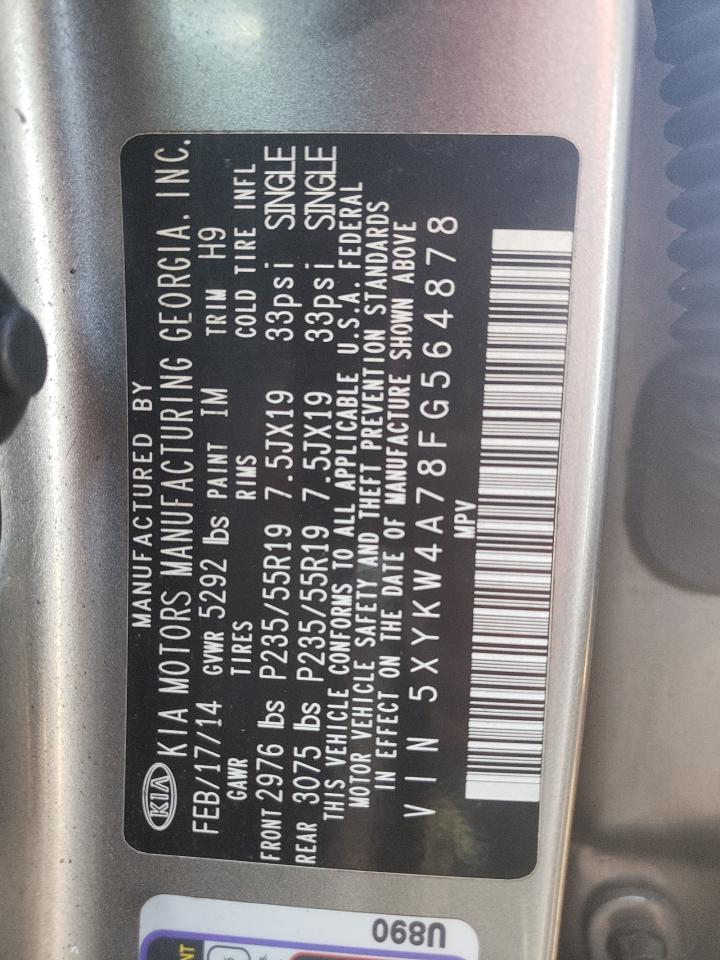 MANUFACTURED BY
KIA KIA MOTORS MANUFACTURING GEORGIA, INC.
FEB/17/14 GVWR 5292 lbs PAINT IM TRIM H9
GAWR TIRES RIMS COLD TIRE INFL
FRONT 2976 lbs P235/55R19 7.5JX19 33psi SINGLE
REAR 3075 lbs P235/55R19 7.5JX19 33psi SINGLE
THIS VEHICLE CONFORMS TO ALL APPLICABLE U.S.A. FEDERAL
MOTOR VEHICLE SAFETY AND THEFT PREVENTION STANDARDS
IN EFFECT ON THE DATE OF MANUFACTURE SHOWN ABOVE
VIN 5XYKW4A78FG564878
MPV
U890